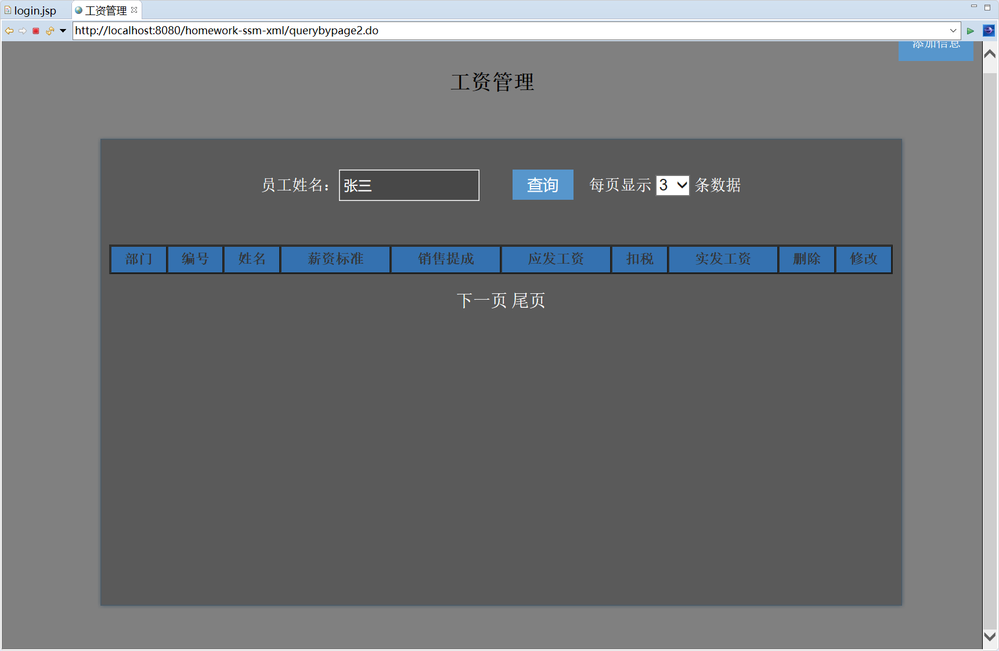 login.jsp
工资管理
http://localhost:8080/homework-ssm-xml/querybypage2.do
添加信息
工资管理
员工姓名: 张三 查询 每页显示 3 条数据
部门 编号 姓名 薪资标准 销售提成 应发工资 扣税 实发工资 删除 修改
下一页 尾页